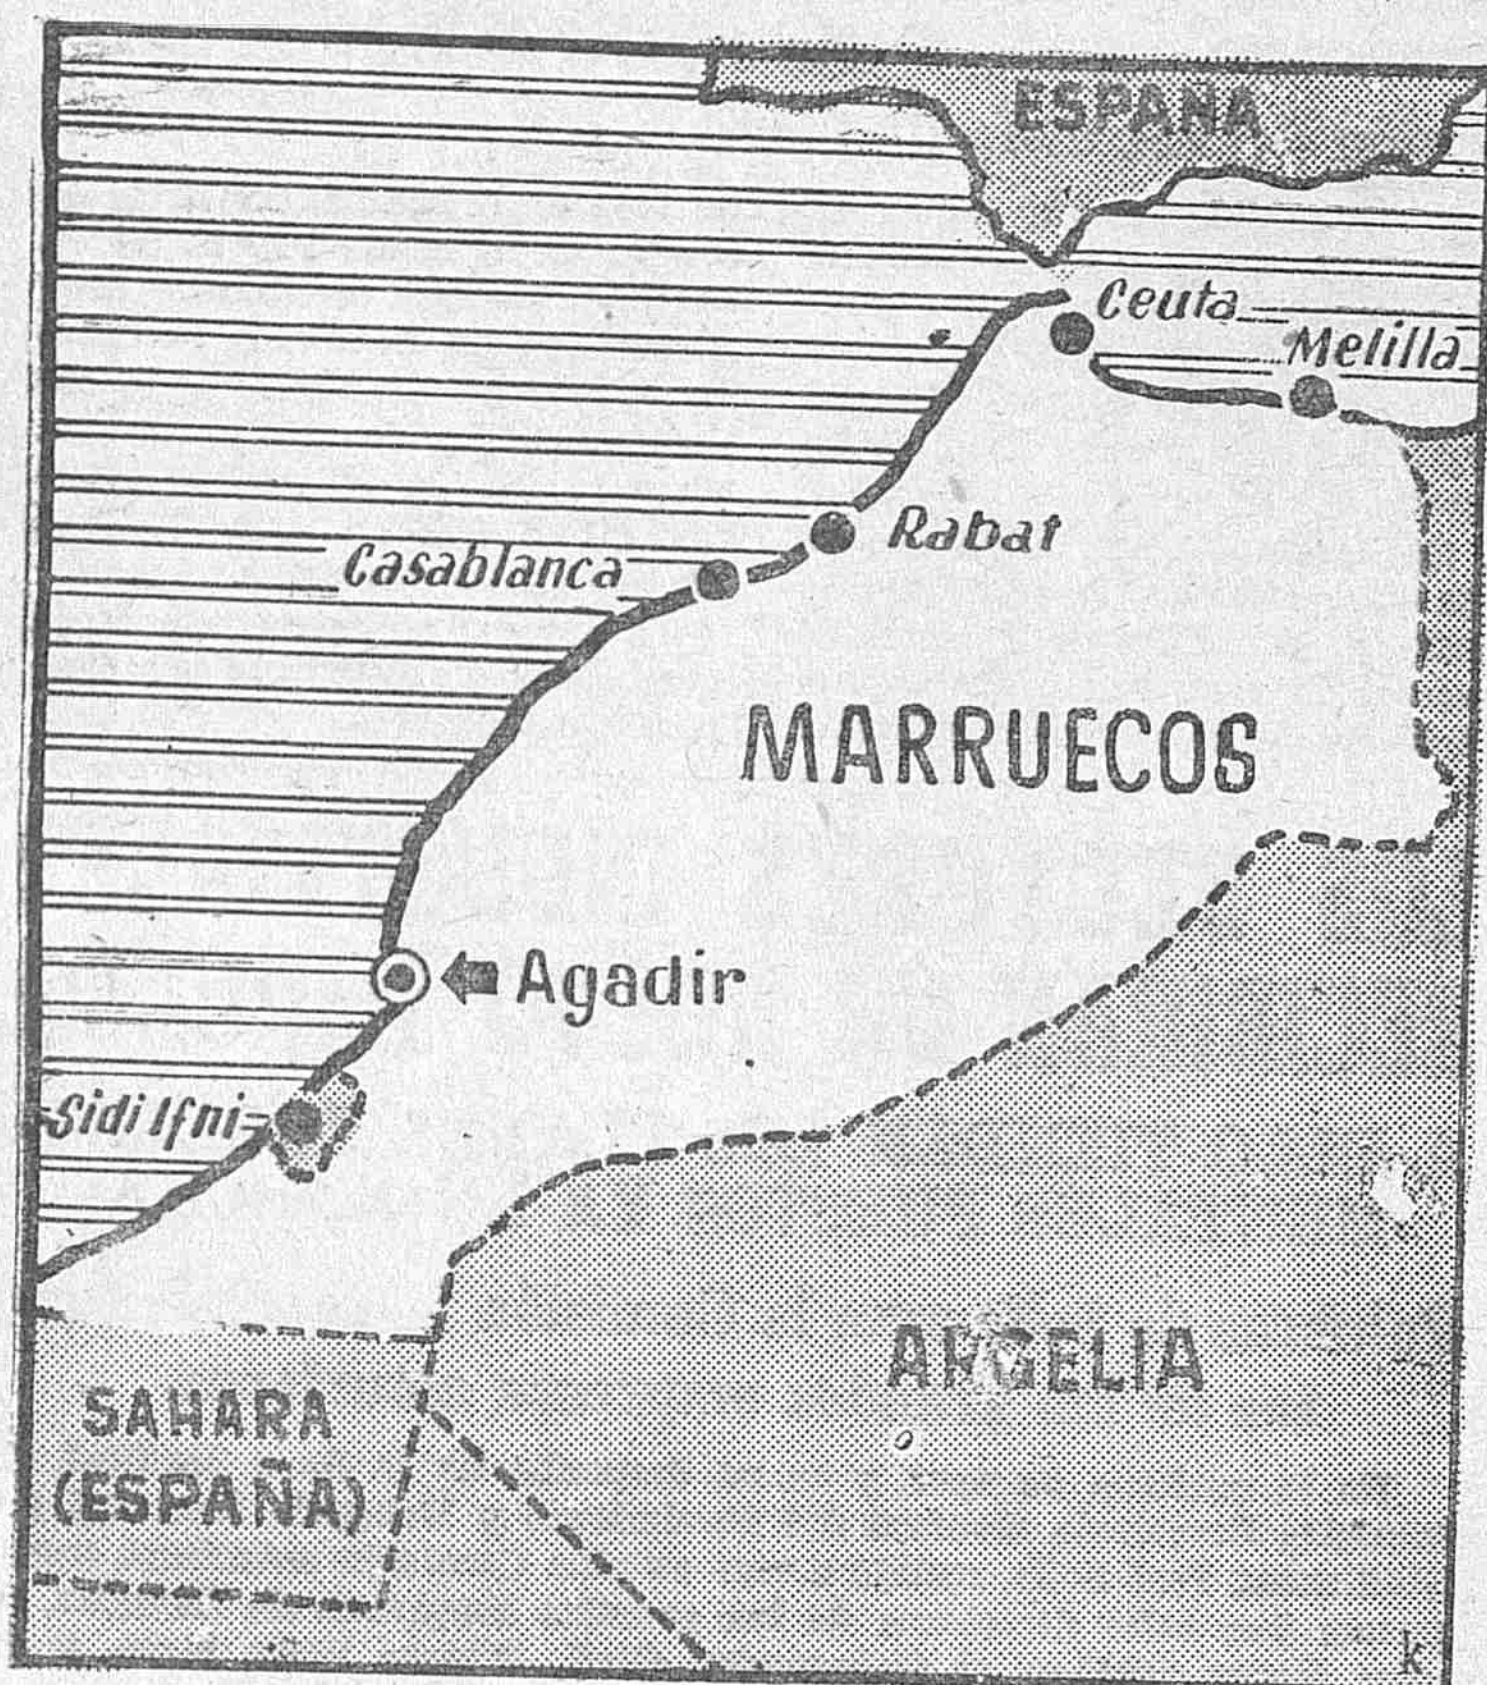 ESPAÑA
Ceuta
Melilla
Rabat
Casablanca
MARRUECOS
Agadir
Sidi Ifni
ARGELIA
SAHARA
(ESPAÑA)
k